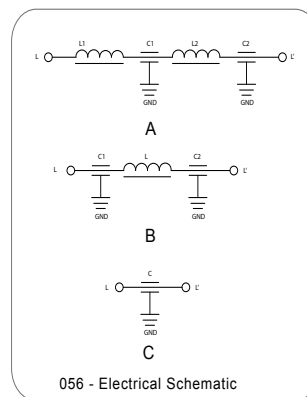 L1 C1 L2 C2
L L'
GND GND
A
C1 L C2
L L'
GND GND
B
C
L L'
GND
C
056 - Electrical Schematic